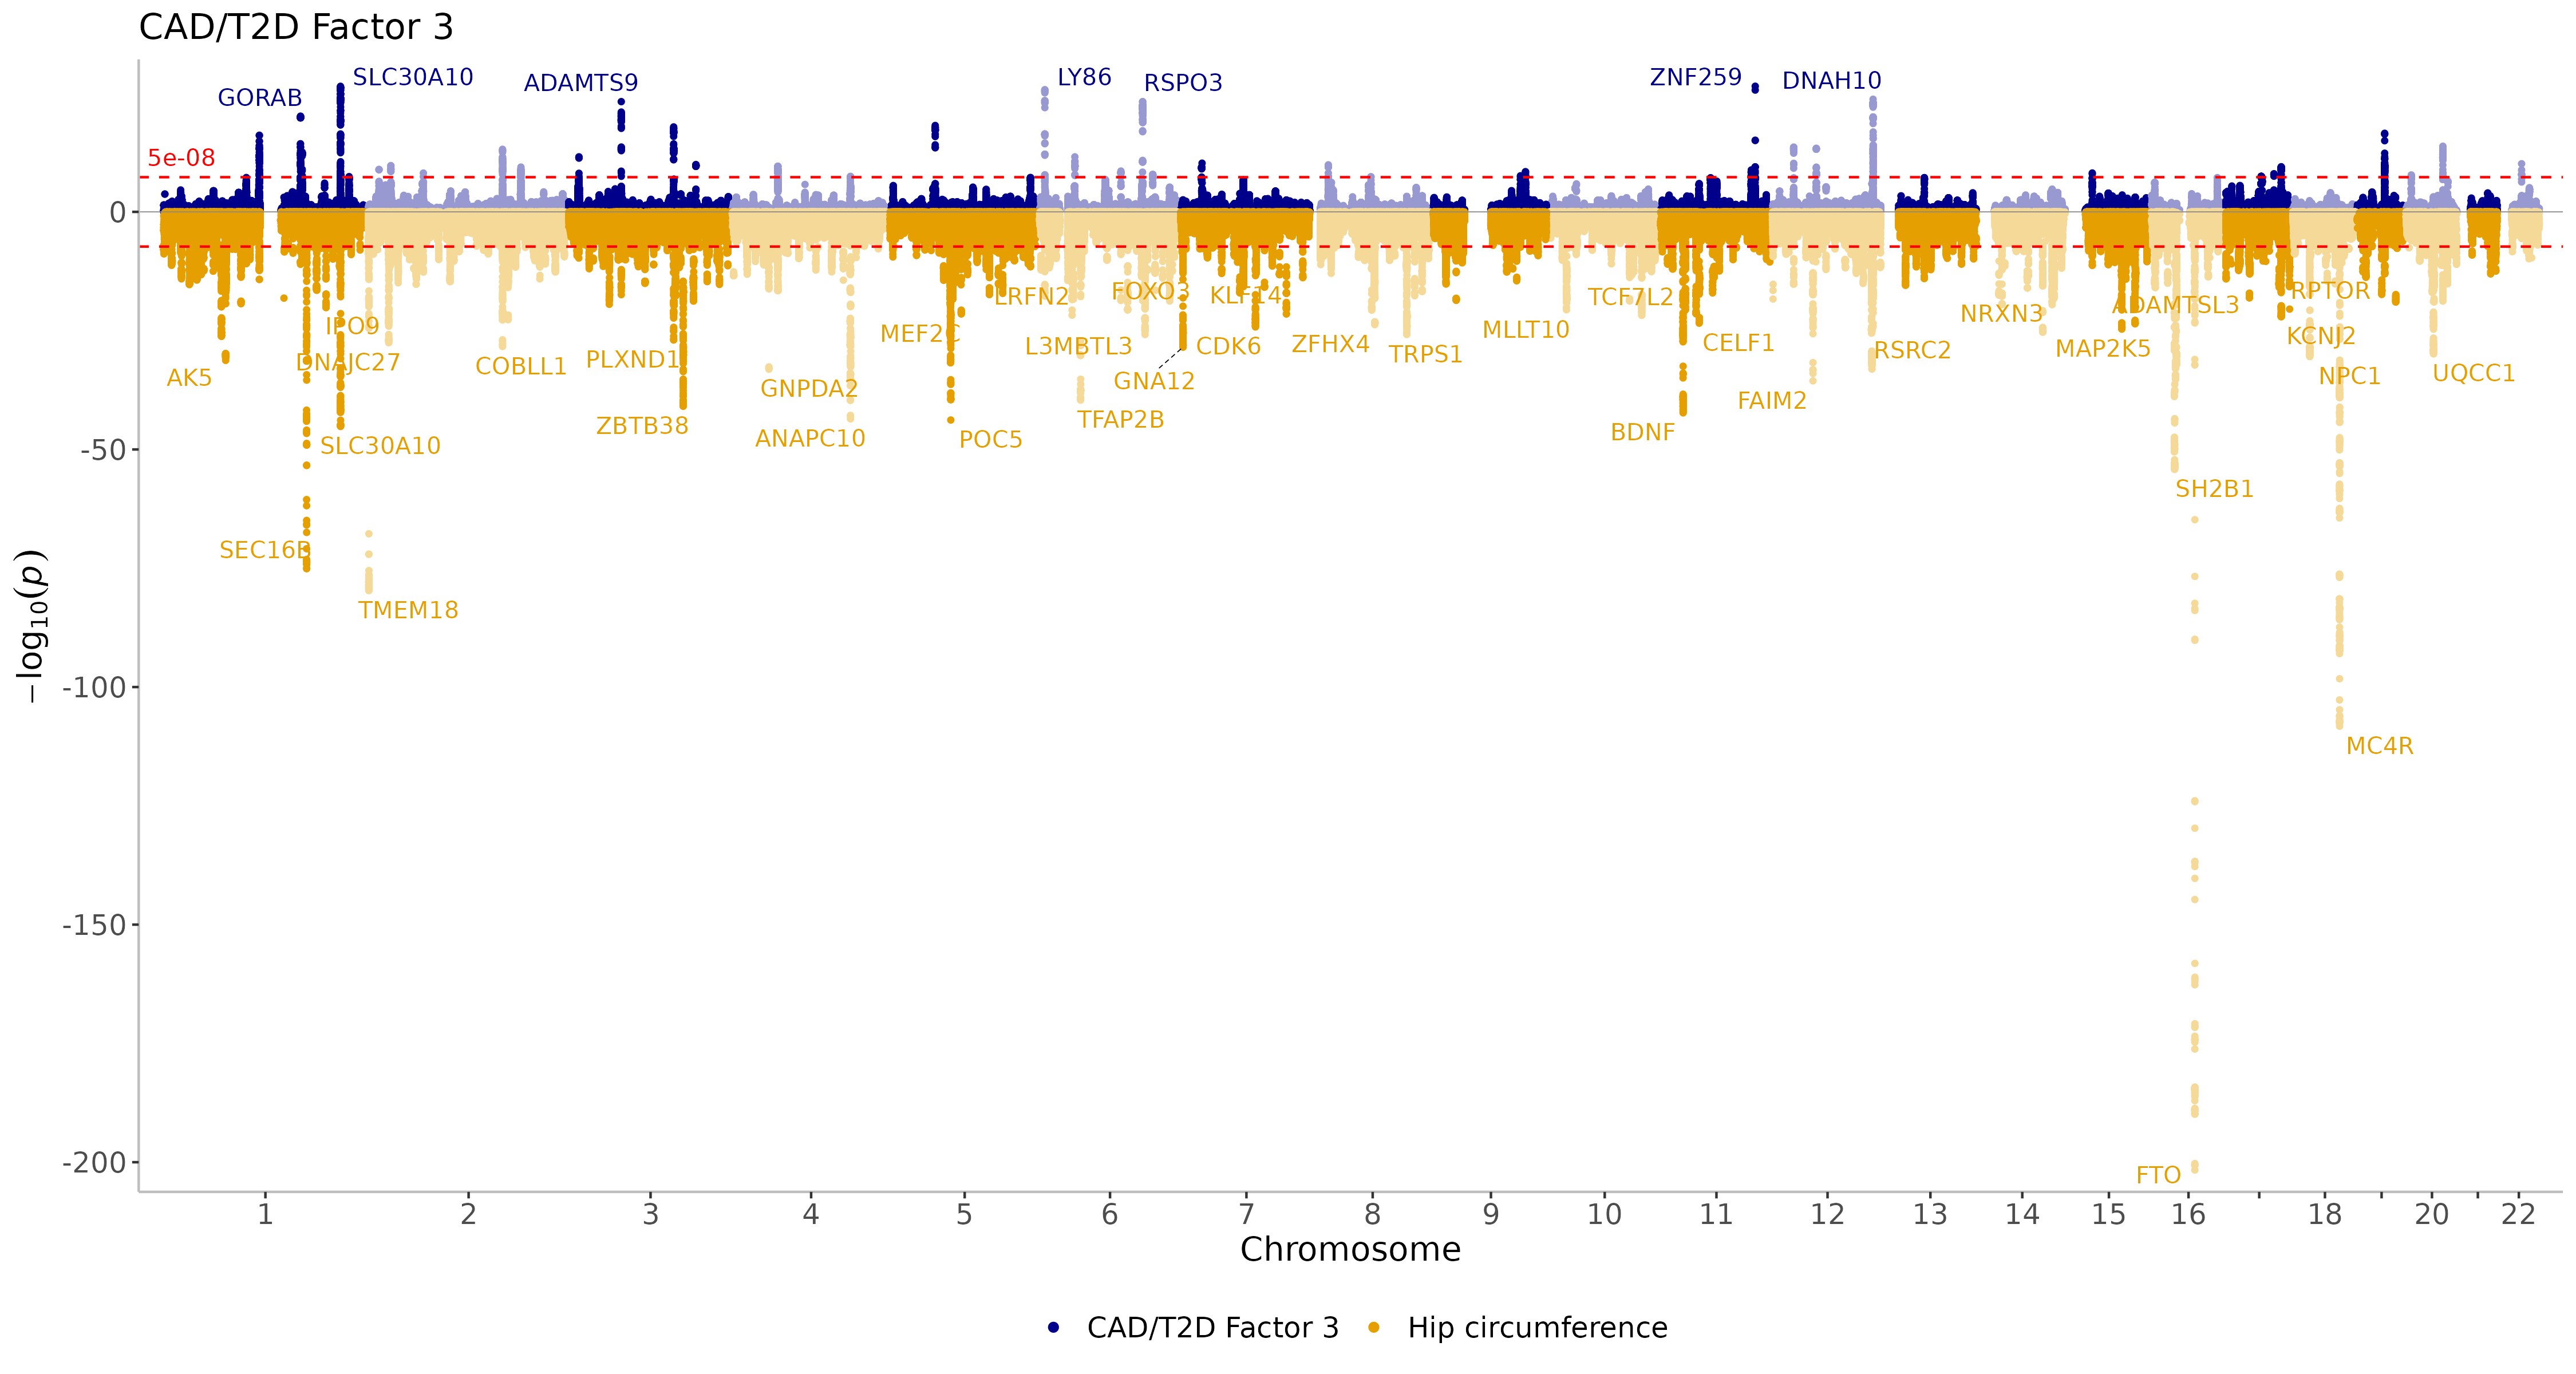 CAD/T2D Factor 3
SLC30A10
ADAMTS9
LY86
RSPO3
ZNF259
DNAH10
GORAB
5e-08
0
LRFN2
FOXO3
KLF14
TCF7L2
ADAMTSL3
RPTOR
IPO9
MEF2C
MLLT10
NRXN3
KCNJ2
DNAJC27
COBLL1
PLXND1
L3MBTL3
CDK6
ZFHX4
TRPS1
CELF1
RSRC2
MAP2K5
AK5
GNPDA2
GNA12
FAIM2
NPC1
UQCC1
ZBTB38
ANAPC10
TFAP2B
POC5
BDNF
SLC30A10
-50
SH2B1
SEC16B
TMEM18
−log10(p)
-100
MC4R
-150
-200
FTO
1 2 3 4 5 6 7 8 9 10 11 12 13 14 15 16 18 20 22
Chromosome
CAD/T2D Factor 3 Hip circumference